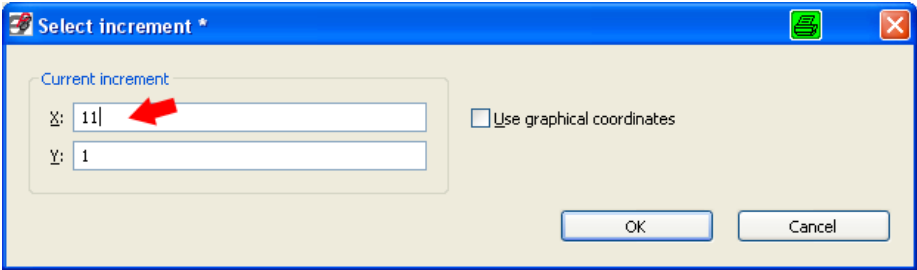 Select increment *
Current increment
X: 11
Use graphical coordinates
Y: 1
OK
Cancel